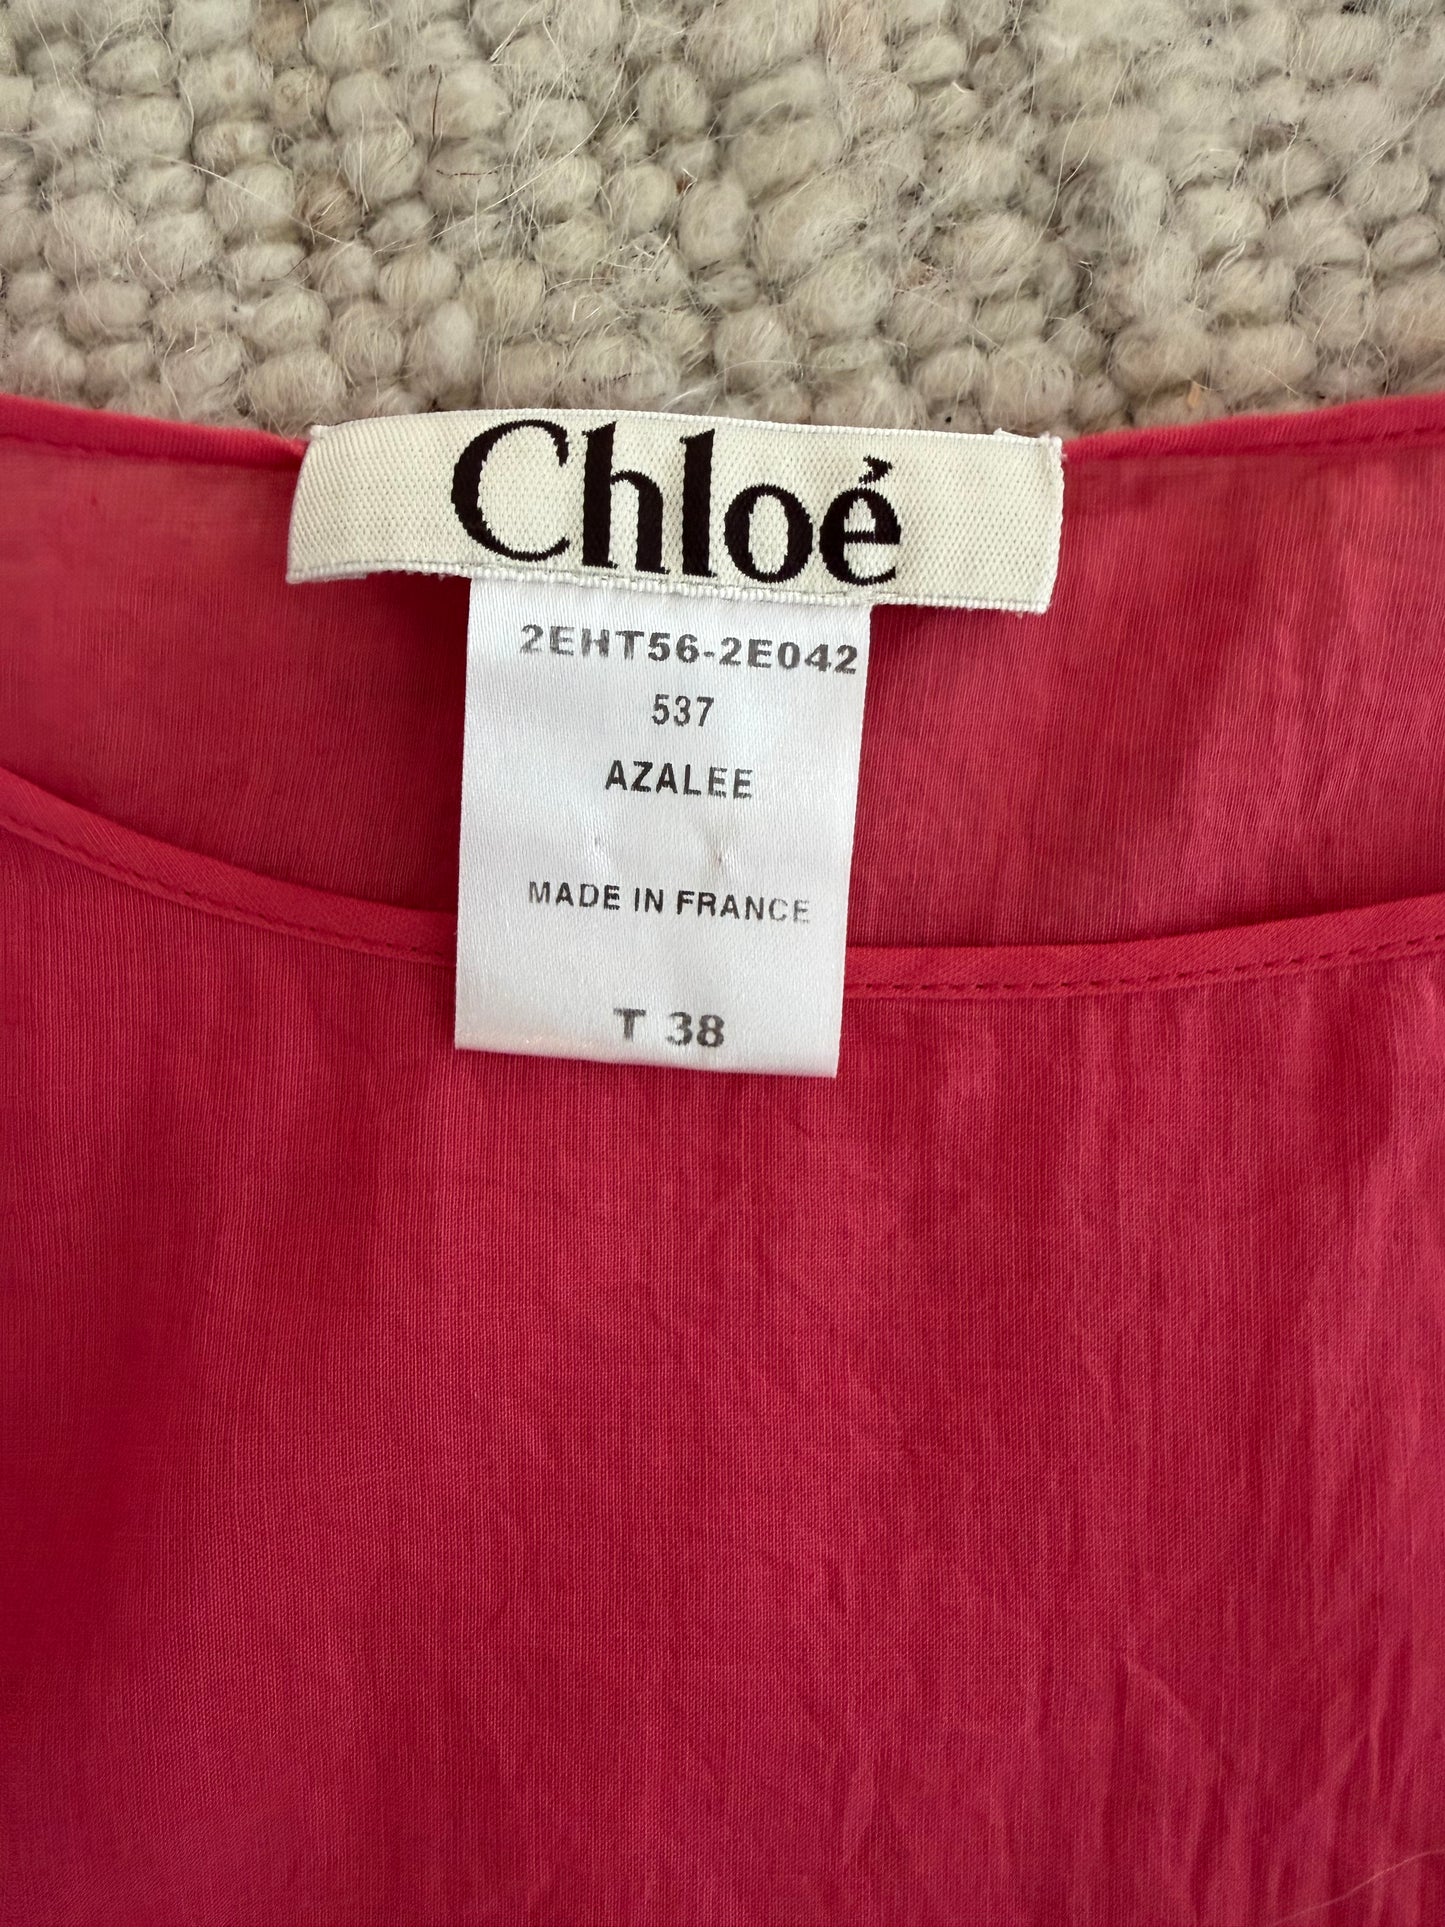 Chloé
2EHT56-2E042
537
AZALEE
MADE IN FRANCE
T 38